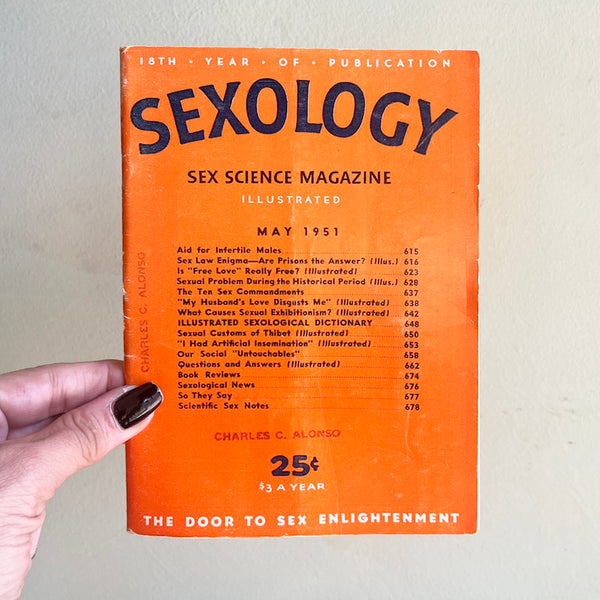 18TH · YEAR · OF · PUBLICATION
SEXOLOGY
SEX SCIENCE MAGAZINE
ILLUSTRATED
MAY 1951
Aid for Infertile Males 615
Sex Law Enigma—Are Prisons the Answer? (Illus.) 616
Is "Free Love" Really Free? (Illustrated) 623
Sexual Problem During the Historical Period (Illus.) 628
The Ten Sex Commandments 637
"My Husband's Love Disgusts Me" (Illustrated) 638
What Causes Sexual Exhibitionism? (Illustrated) 642
ILLUSTRATED SEXOLOGICAL DICTIONARY 648
Sexual Customs of Thibet (Illustrated) 650
"I Had Artificial Insemination" (Illustrated) 653
Our Social "Untouchables" 658
Questions and Answers (Illustrated) 662
Book Reviews 674
Sexological News 676
So They Say 677
Scientific Sex Notes 678
CHARLES C. ALONSO
CHARLES C. ALONSO
25¢
$3 A YEAR
THE DOOR TO SEX ENLIGHTENMENT